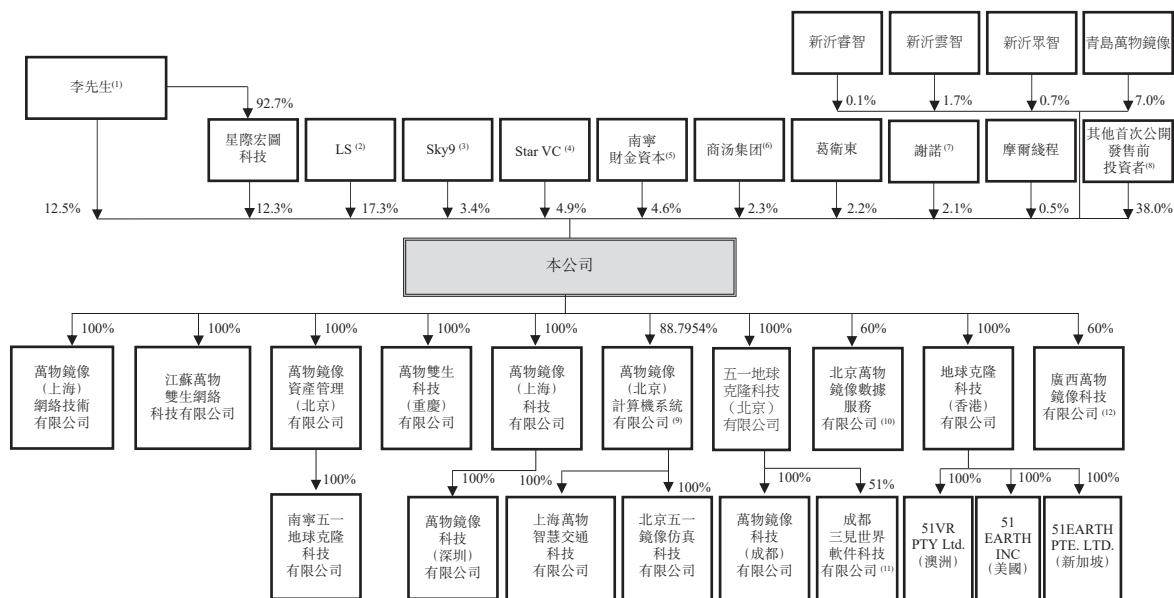 新沂睿智
新沂雲智
新沂眾智
青島萬物鏡像
李先生(1)
92.7%
0.1%
1.7%
0.7%
7.0%
星際宏圖
科技
LS (2)
Sky9 (3)
Star VC (4)
南寧
財金資本(5)
商汤集团(6)
葛衛東
謝諾(7)
摩爾綫程
其他首次公開
發售前
投資者(8)
12.5%
12.3%
17.3%
3.4%
4.9%
4.6%
2.3%
2.2%
2.1%
0.5%
38.0%
本公司
100%
100%
100%
100%
100%
88.7954%
100%
60%
100%
60%
萬物鏡像
(上海)
網絡技術
有限公司
江蘇萬物
雙生網絡
科技有限公司
萬物鏡像
資產管理
(北京)
有限公司
萬物雙生
科技
(重慶)
有限公司
萬物鏡像
(上海)
科技
有限公司
萬物鏡像
(北京)
計算機系統
有限公司(9)
五一地球
克隆科技
(北京)
有限公司
北京萬物
鏡像數據
服務
有限公司(10)
地球克隆
科技
(香港)
有限公司
廣西萬物
鏡像科技
有限公司(12)
100%
100%
100%
100%
100%
51%
100%
100%
100%
南寧五一
地球克隆
科技
有限公司
萬物鏡像
科技
(深圳)
有限公司
上海萬物
智慧交通
科技
有限公司
北京五一
鏡像仿真
科技
有限公司
萬物鏡像
科技
(成都)
有限公司
成都
三見世界
軟件科技
有限公司(11)
51VR
PTY Ltd.
(澳洲)
51
EARTH
INC
(美國)
51EARTH
PTE. LTD.
(新加坡)